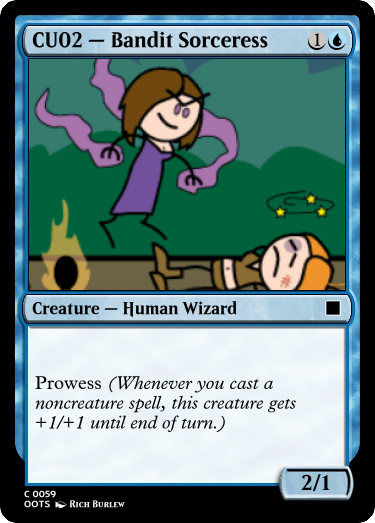 CU02 — Bandit Sorceress 1
Creature — Human Wizard
Prowess (Whenever you cast a
noncreature spell, this creature gets
+1/+1 until end of turn.)
2/1
C 0059
OOTS Rich Burlew